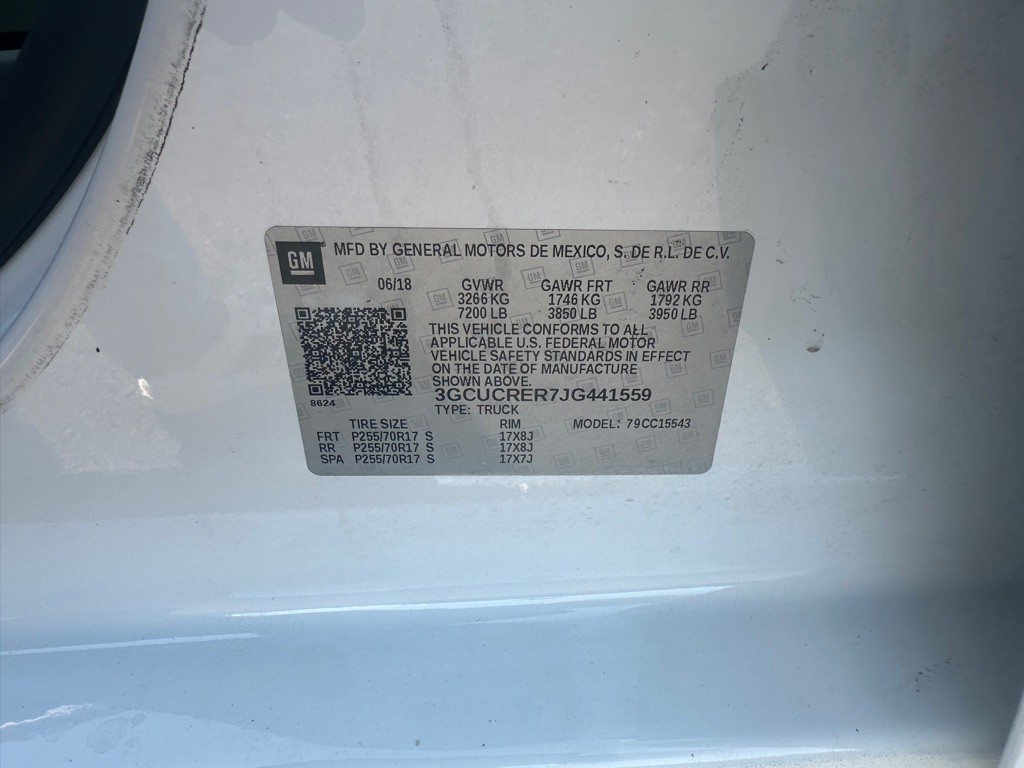 GM MFD BY GENERAL MOTORS DE MEXICO, S. DE R.L. DE C.V.
06/18 GVWR GAWR FRT GAWR RR
3266 KG 1746 KG 1792 KG
7200 LB 3850 LB 3950 LB
THIS VEHICLE CONFORMS TO ALL
APPLICABLE U.S. FEDERAL MOTOR
VEHICLE SAFETY STANDARDS IN EFFECT
ON THE DATE OF MANUFACTURE
SHOWN ABOVE.
3GCUCRER7JG441559
8624
TYPE: TRUCK
TIRE SIZE RIM MODEL: 79CC15543
FRT P255/70R17 S 17X8J
RR P255/70R17 S 17X8J
SPA P255/70R17 S 17X7J